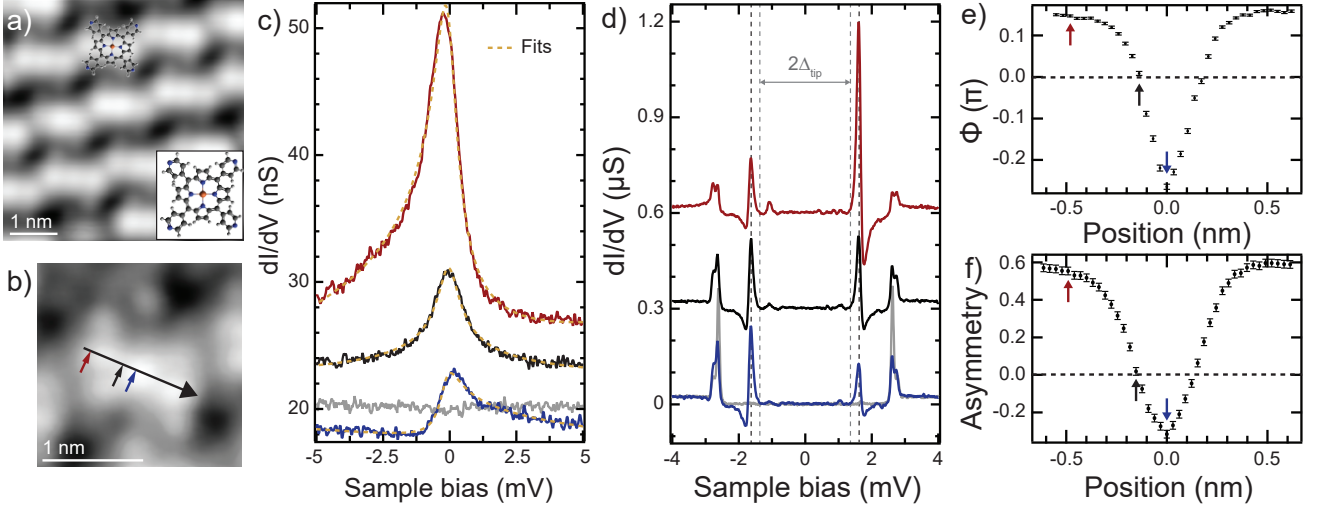 a)
1 nm
b)
1 nm
c)
dI/dV (nS)
50
40
30
20
Fits
-5
-2.5
0
2.5
5
Sample bias (mV)
d)
dI/dV (µS)
1.2
0.9
0.6
0.3
0
2Δtip
-4
-2
0
2
4
Sample bias (mV)
e)
Φ (π)
0.1
0.0
-0.1
-0.2
-0.5
0.0
0.5
Position (nm)
f)
Asymmetry
0.6
0.4
0.2
0.0
-0.2
-0.5
0.0
0.5
Position (nm)